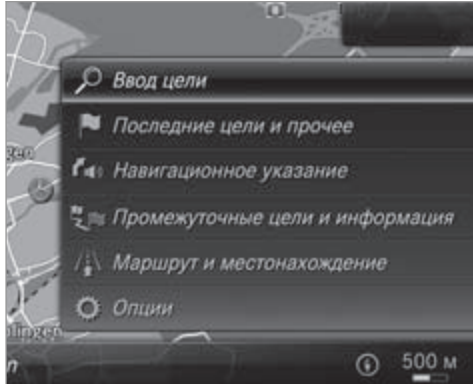 Ввод цели
Последние цели и прочее
Навигационное указание
Промежуточные цели и информация
Маршрут и местонахождение
Опции
500 м